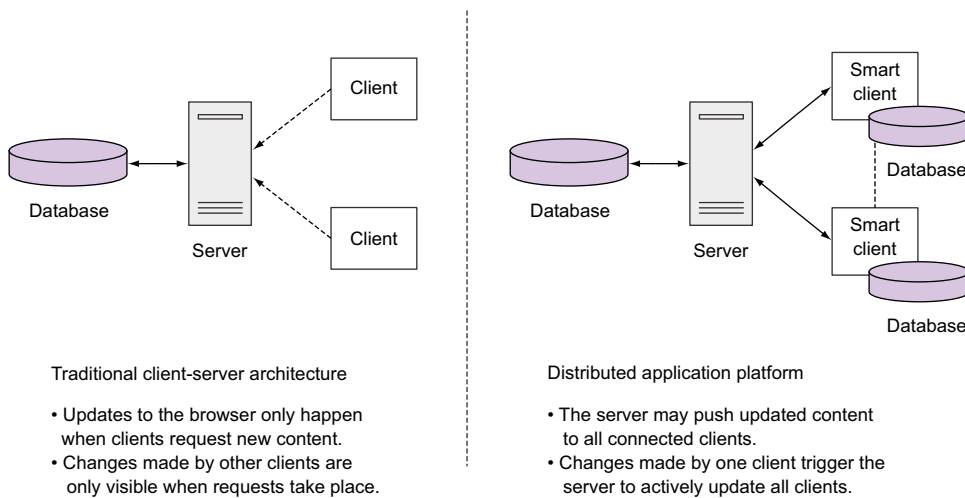 Client
Database
Server
Client
Traditional client-server architecture
• Updates to the browser only happen
when clients request new content.
• Changes made by other clients are
only visible when requests take place.
Smart
client
Database
Database
Server
Smart
client
Database
Distributed application platform
• The server may push updated content
to all connected clients.
• Changes made by one client trigger the
server to actively update all clients.